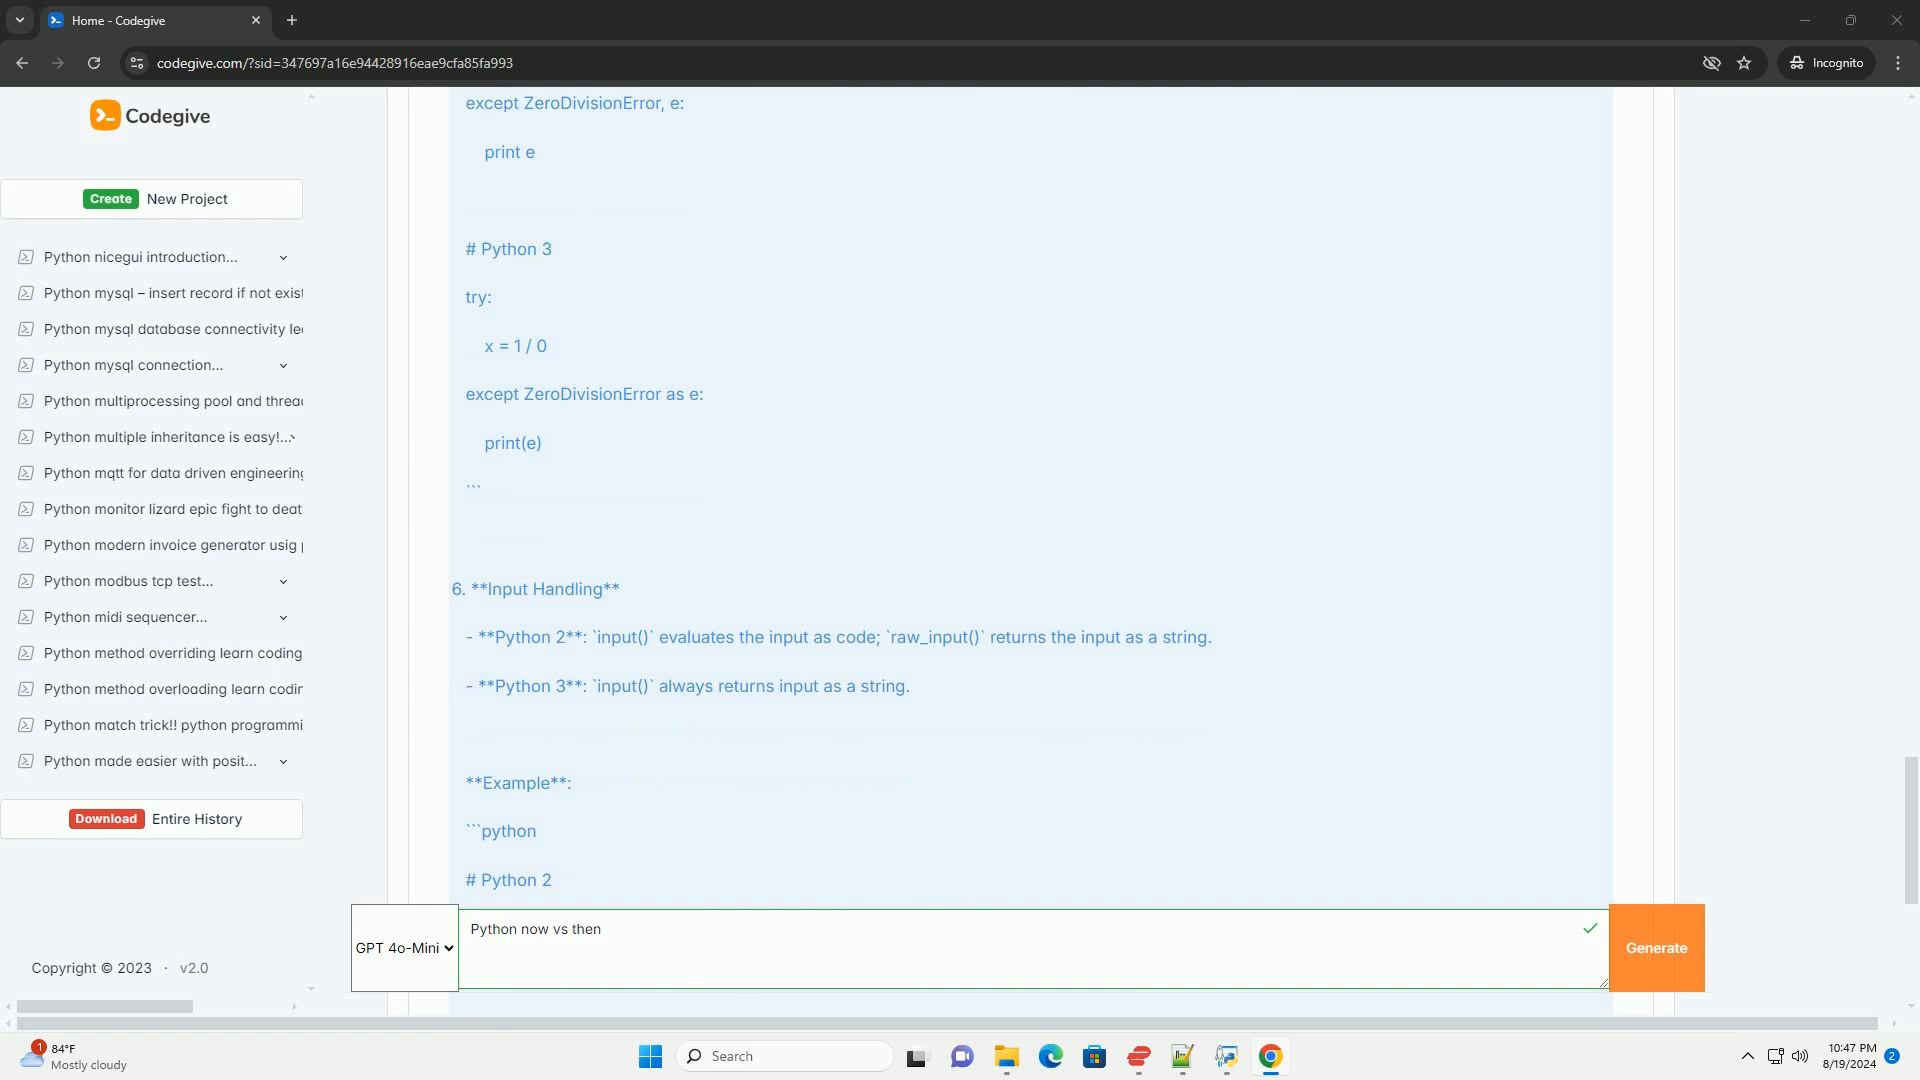 Home - Codegive
codegive.com/?sid=347697a16e94428916eae9cfa85fa993
Incognito
Codegive
Create New Project
Python nicegui introduction...
Python mysql – insert record if not exist
Python mysql database connectivity le
Python mysql connection...
Python multiprocessing pool and threa
Python multiple inheritance is easy!...
Python mqtt for data driven engineering
Python monitor lizard epic fight to deat
Python modern invoice generator usig p
Python modbus tcp test...
Python midi sequencer...
Python method overriding learn coding
Python method overloading learn codin
Python match trick!! python programmi
Python made easier with posit...
Download Entire History
Copyright © 2023 · v2.0
except ZeroDivisionError, e:
print e
# Python 3
try:
x = 1 / 0
except ZeroDivisionError as e:
print(e)
```
6. **Input Handling**
- **Python 2**: `input()` evaluates the input as code; `raw_input()` returns the input as a string.
- **Python 3**: `input()` always returns input as a string.
**Example**:
```python
# Python 2
GPT 4o-Mini
Python now vs then
Generate
1
84°F
Mostly cloudy
Search
10:47 PM
8/19/2024
2